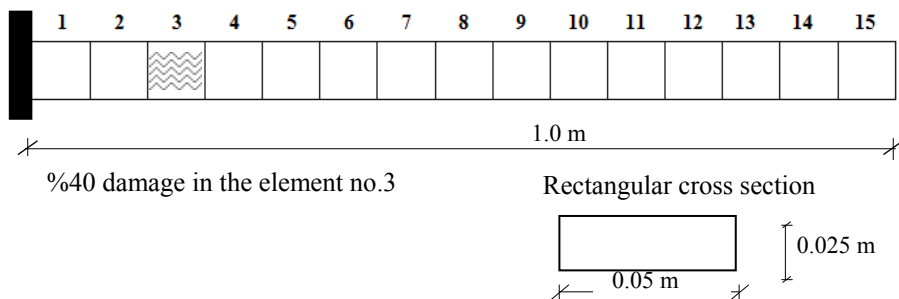 1 2 3 4 5 6 7 8 9 10 11 12 13 14 15
1.0 m
%40 damage in the element no.3
Rectangular cross section
0.025 m
0.05 m